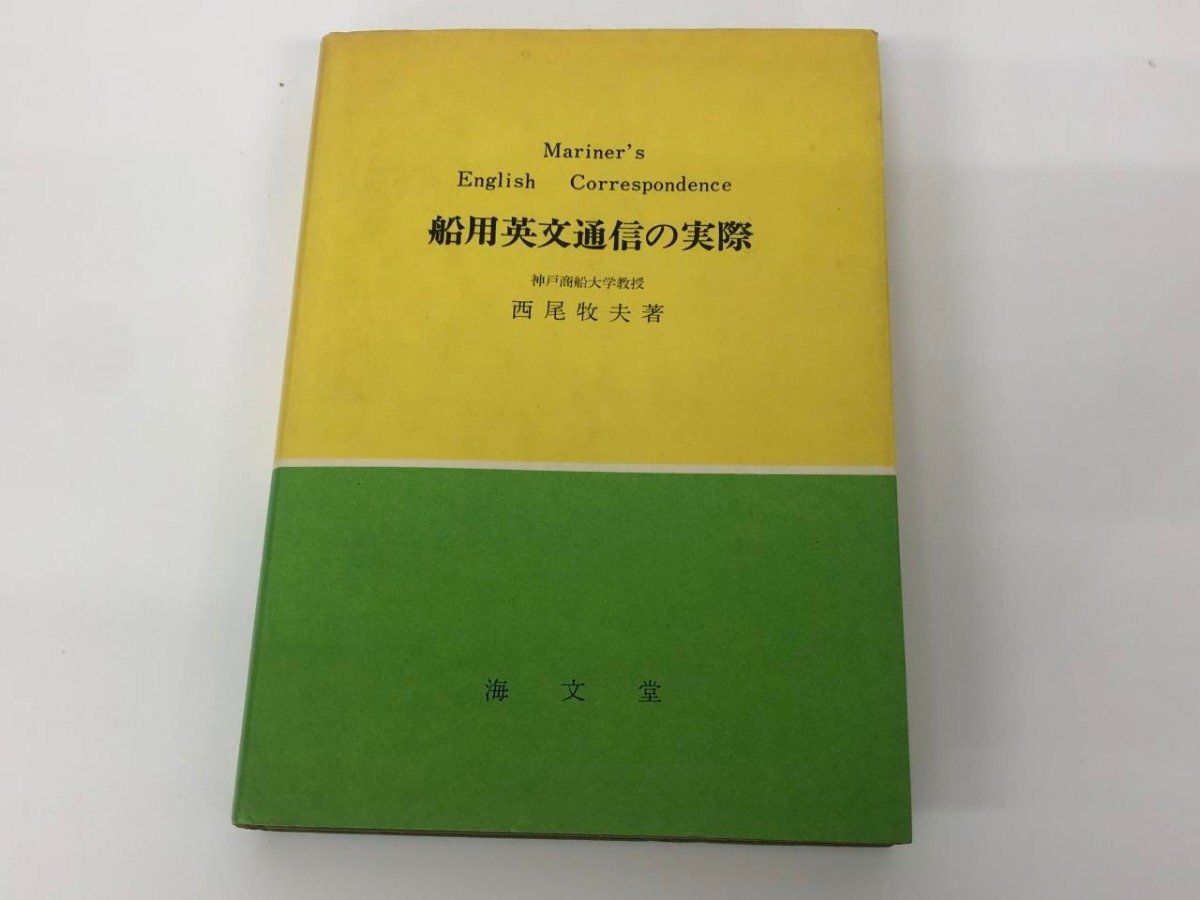 Mariner's
English Correspondence
船用英文通信の実際
神戸商船大学教授
西尾牧夫著
海文堂